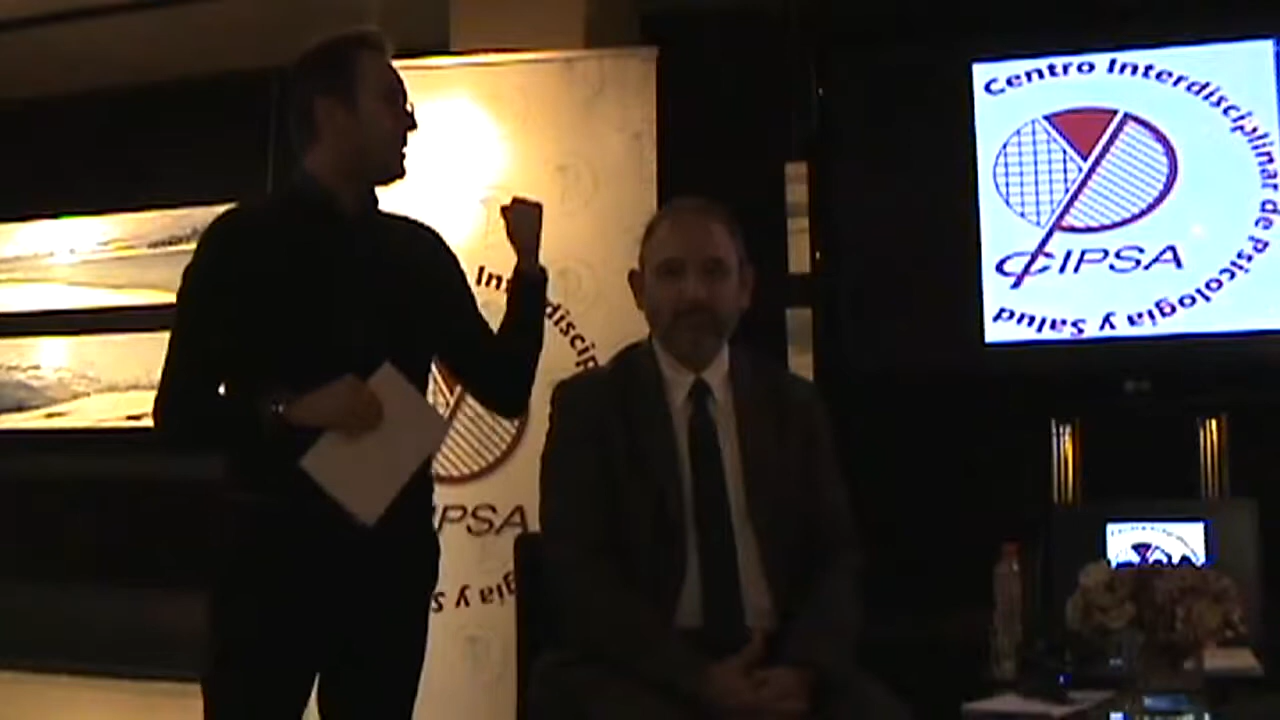 Centro Interdisciplinar de Psicología y Salud
CIPSA
Interdiscip
IPSA
gía y S